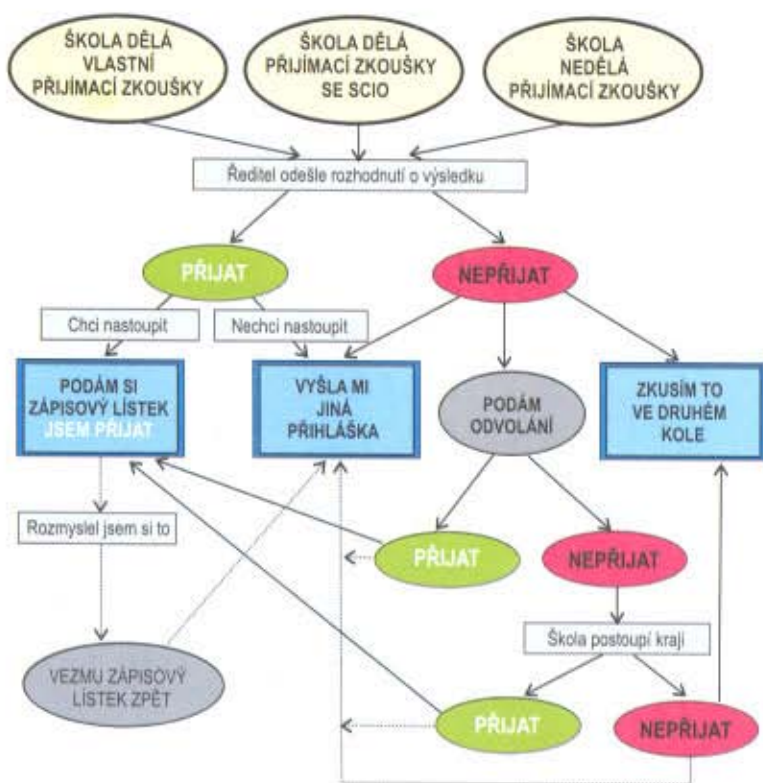 ŠKOLA DĚLÁ
VLASTNÍ
PŘIJÍMACÍ ZKOUŠKY
ŠKOLA DĚLÁ
PŘIJÍMACÍ ZKOUŠKY
SE SCIO
ŠKOLA
NEDĚLÁ
PŘIJÍMACÍ ZKOUŠKY
Ředitel odešle rozhodnutí o výsledku
PŘIJAT
NEPŘIJAT
Chci nastoupit
Nechci nastoupit
PODÁM SI
ZÁPISOVÝ LÍSTEK
JSEM PŘIJAT
VYŠLA MI
JINÁ
PŘIHLÁŠKA
PODÁM
ODVOLÁNÍ
ZKUSÍM TO
VE DRUHÉM
KOLE
Rozmyslel jsem si to
PŘIJAT
NEPŘIJAT
Škola postoupí kraji
VEZMU ZÁPISOVÝ
LÍSTEK ZPĚT
PŘIJAT
NEPŘIJAT